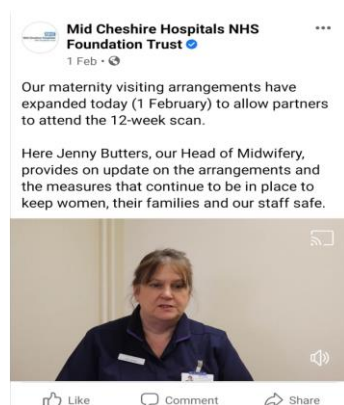 Mid Cheshire Hospitals NHS
Foundation Trust
1 Feb
Our maternity visiting arrangements have
expanded today (1 February) to allow partners
to attend the 12-week scan.
Here Jenny Butters, our Head of Midwifery,
provides on update on the arrangements and
the measures that continue to be in place to
keep women, their families and our staff safe.
Like
Comment
Share